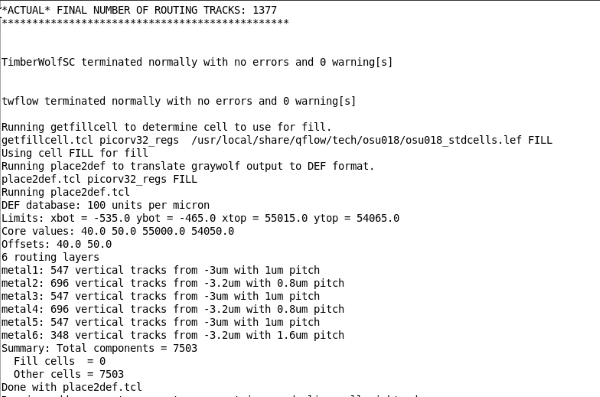 *ACTUAL* FINAL NUMBER OF ROUTING TRACKS: 1377
************************************************
TimberWolfSC terminated normally with no errors and 0 warning[s]
twflow terminated normally with no errors and 0 warning[s]
Running getfillcell to determine cell to use for fill.
getfillcell.tcl picorv32_regs  /usr/local/share/qflow/tech/osu018/osu018_stdcells.lef FILL
Using cell FILL for fill
Running place2def to translate graywolf output to DEF format.
place2def.tcl picorv32_regs FILL
Running place2def.tcl
DEF database: 100 units per micron
Limits: xbot = -535.0 ybot = -465.0 xtop = 55015.0 ytop = 54065.0
Core values: 40.0 50.0 55000.0 54050.0
Offsets: 40.0 50.0
6 routing layers
metal1: 547 vertical tracks from -3um with 1um pitch
metal2: 696 vertical tracks from -3.2um with 0.8um pitch
metal3: 547 vertical tracks from -3um with 1um pitch
metal4: 696 vertical tracks from -3.2um with 0.8um pitch
metal5: 547 vertical tracks from -3um with 1um pitch
metal6: 348 vertical tracks from -3.2um with 1.6um pitch
Summary: Total components = 7503
  Fill cells  = 0
  Other cells = 7503
Done with place2def.tcl